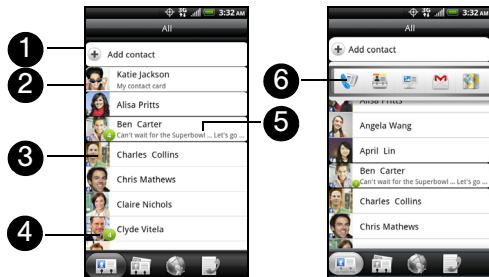 3:32 AM
All
1
Add contact
2
Katie Jackson
My contact card
Alisa Pritts
Ben Carter
Can't wait for the Superbowl ... Let's go ...
5
4
3
Charles Collins
Chris Mathews
Claire Nichols
4
Clyde Vitela
4
3:32 AM
All
Add contact
6
Alisa Pritts
Angela Wang
April Lin
Ben Carter
Can't wait for the Superbowl ... Let's go ...
Charles Collins
Chris Mathews